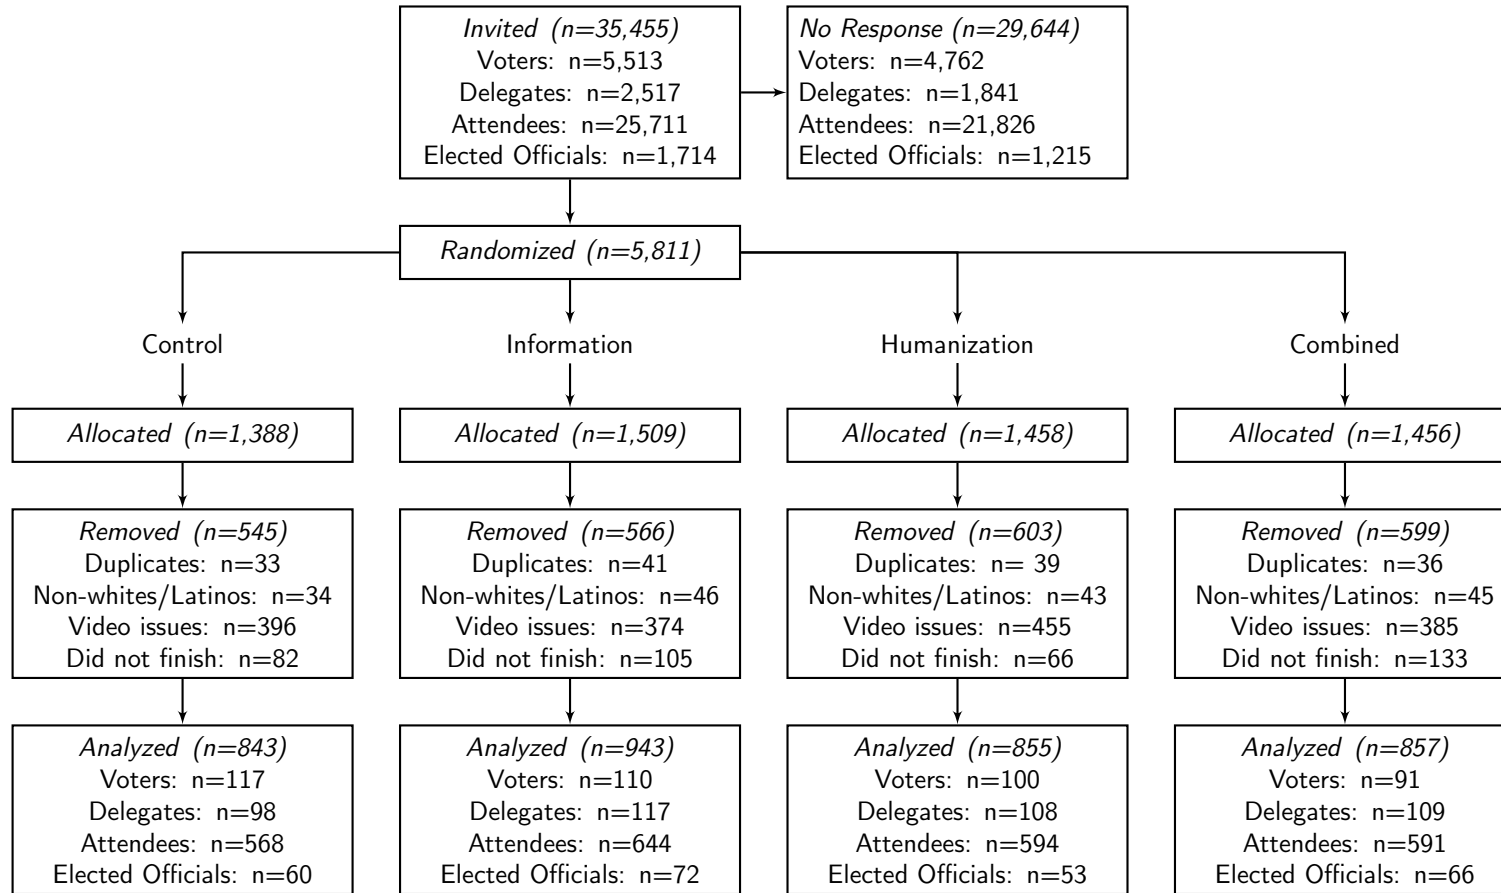 Invited (n=35,455)
Voters: n=5,513
Delegates: n=2,517
Attendees: n=25,711
Elected Officials: n=1,714
No Response (n=29,644)
Voters: n=4,762
Delegates: n=1,841
Attendees: n=21,826
Elected Officials: n=1,215
Randomized (n=5,811)
Control
Information
Humanization
Combined
Allocated (n=1,388)
Allocated (n=1,509)
Allocated (n=1,458)
Allocated (n=1,456)
Removed (n=545)
Duplicates: n=33
Non-whites/Latinos: n=34
Video issues: n=396
Did not finish: n=82
Removed (n=566)
Duplicates: n=41
Non-whites/Latinos: n=46
Video issues: n=374
Did not finish: n=105
Removed (n=603)
Duplicates: n= 39
Non-whites/Latinos: n=43
Video issues: n=455
Did not finish: n=66
Removed (n=599)
Duplicates: n=36
Non-whites/Latinos: n=45
Video issues: n=385
Did not finish: n=133
Analyzed (n=843)
Voters: n=117
Delegates: n=98
Attendees: n=568
Elected Officials: n=60
Analyzed (n=943)
Voters: n=110
Delegates: n=117
Attendees: n=644
Elected Officials: n=72
Analyzed (n=855)
Voters: n=100
Delegates: n=108
Attendees: n=594
Elected Officials: n=53
Analyzed (n=857)
Voters: n=91
Delegates: n=109
Attendees: n=591
Elected Officials: n=66